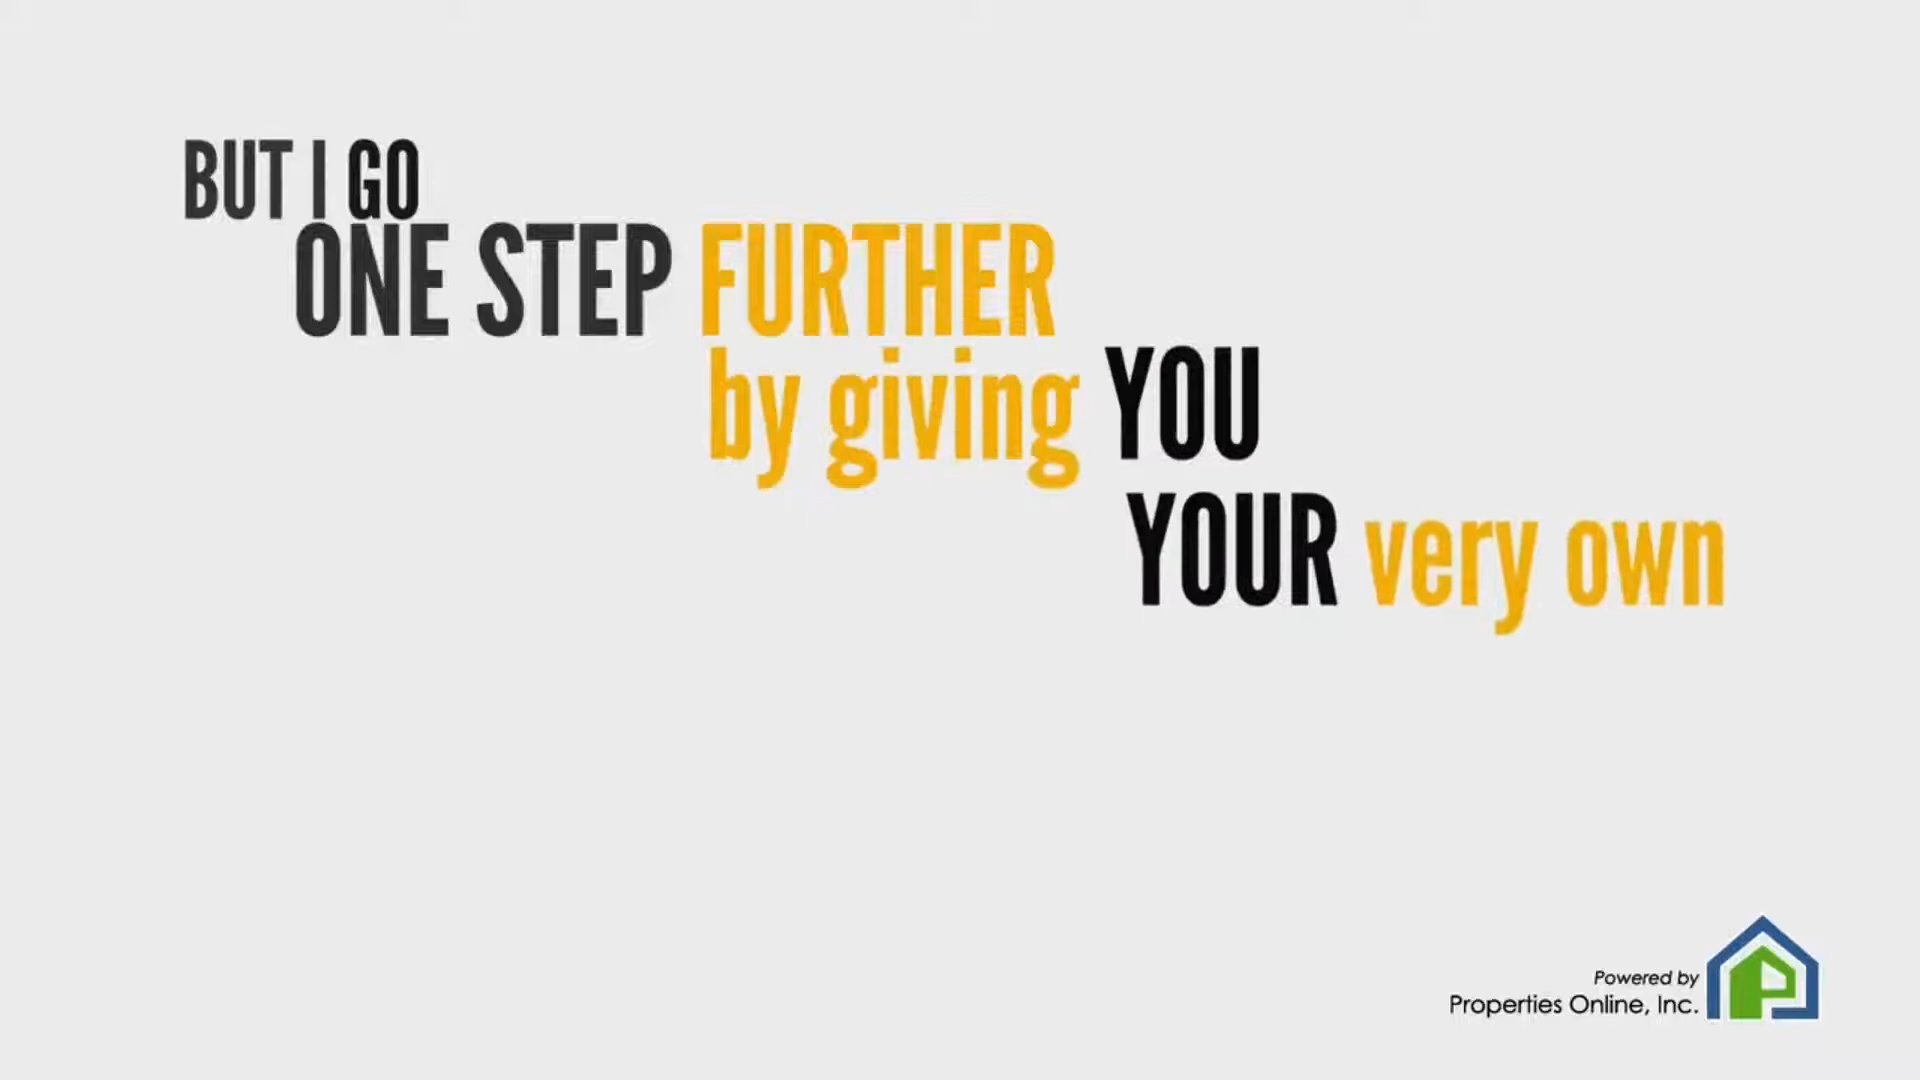 BUT I GO
ONE STEP FURTHER
by giving YOU
YOUR very own
Powered by
Properties Online, Inc.